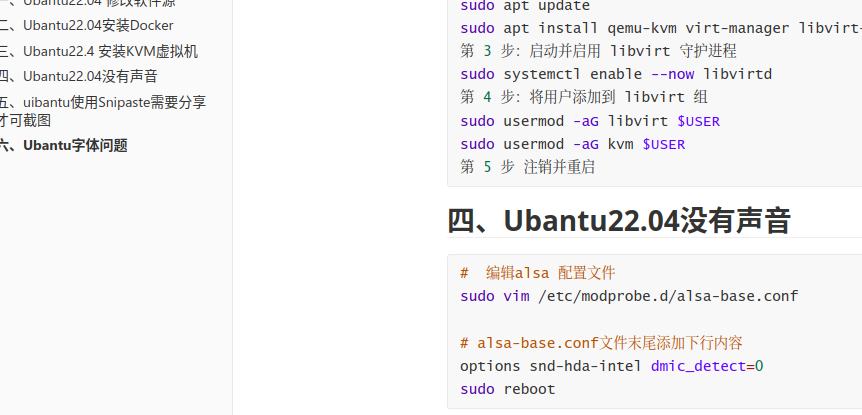 一、Ubantu22.04 修改软件源
二、Ubantu22.04安装Docker
三、Ubantu22.4 安装KVM虚拟机
四、Ubantu22.04没有声音
五、uibantu使用Snipaste需要分享
才可截图
六、Ubantu字体问题
sudo apt update
sudo apt install qemu-kvm virt-manager libvirt-
第 3 步：启动并启用 libvirt 守护进程
sudo systemctl enable --now libvirtd
第 4 步：将用户添加到 libvirt 组
sudo usermod -aG libvirt $USER
sudo usermod -aG kvm $USER
第 5 步 注销并重启
四、Ubantu22.04没有声音
#  编辑alsa 配置文件
sudo vim /etc/modprobe.d/alsa-base.conf
# alsa-base.conf文件末尾添加下行内容
options snd-hda-intel dmic_detect=0
sudo reboot